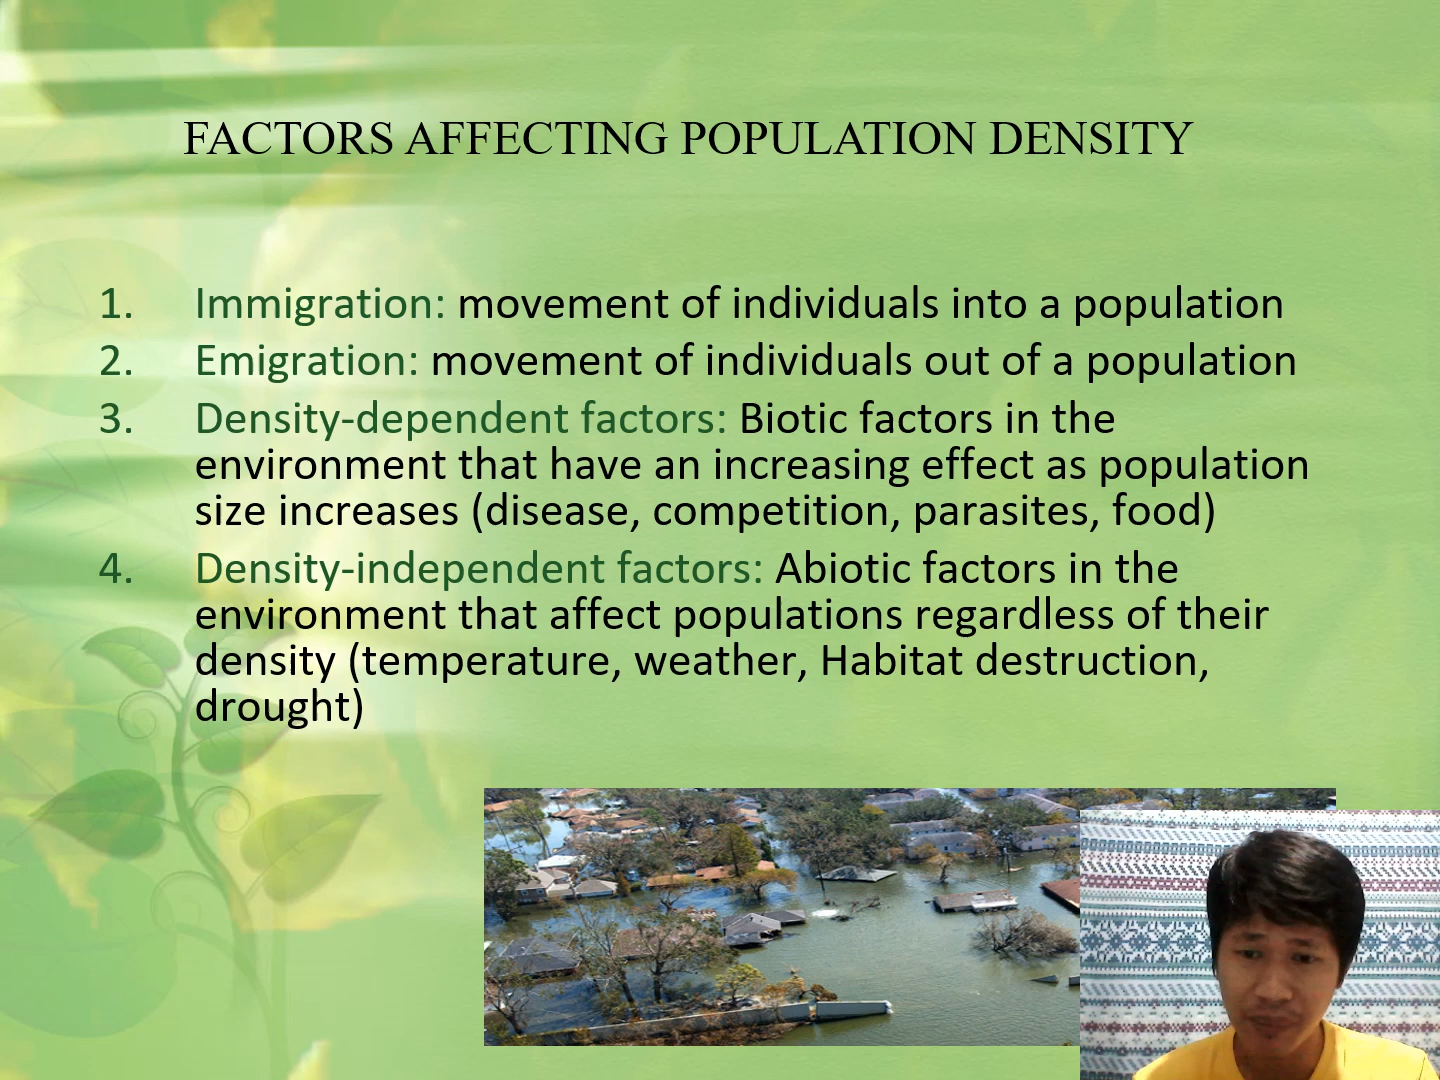 FACTORS AFFECTING POPULATION DENSITY
1. Immigration: movement of individuals into a population
2. Emigration: movement of individuals out of a population
3. Density-dependent factors: Biotic factors in the
environment that have an increasing effect as population
size increases (disease, competition, parasites, food)
4. Density-independent factors: Abiotic factors in the
environment that affect populations regardless of their
density (temperature, weather, Habitat destruction,
drought)